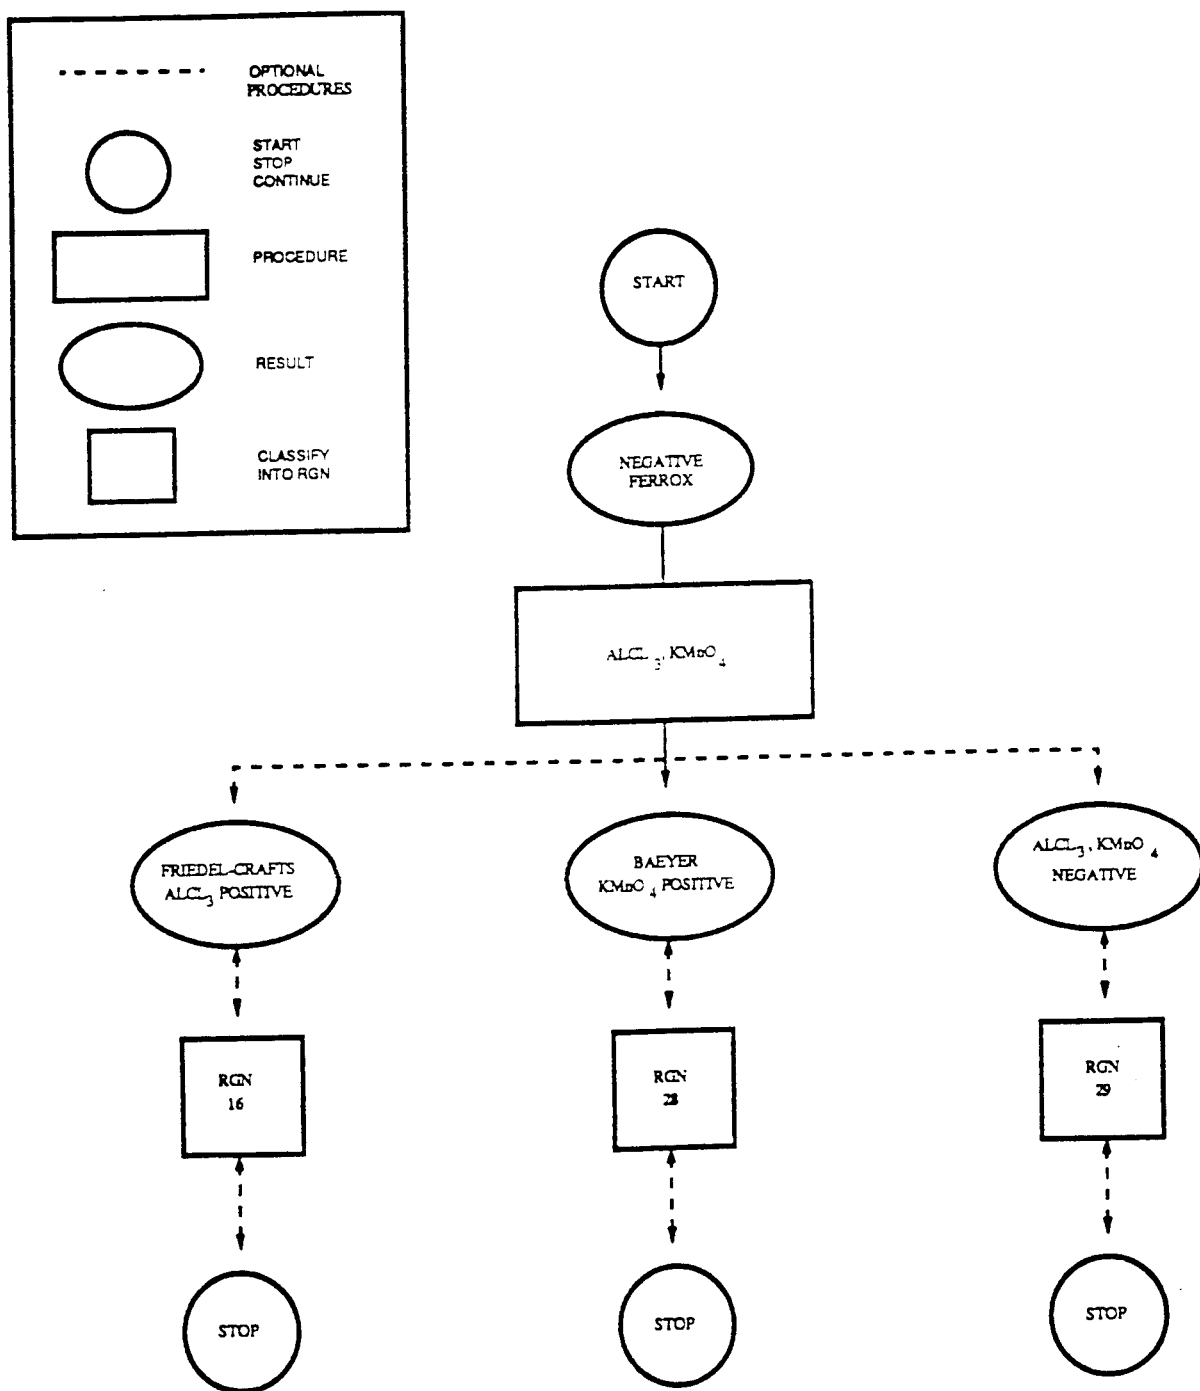 OPTIONAL
PROCEDURES
START
STOP
CONTINUE
PROCEDURE
RESULT
CLASSIFY
INTO RGN
START
NEGATIVE
FERROX
ALCL3, KMnO4
FRIEDEL-CRAFTS
ALCL3 POSITIVE
BAEYER
KMnO4 POSITIVE
ALCL3, KMnO4
NEGATIVE
RGN
16
RGN
28
RGN
29
STOP
STOP
STOP